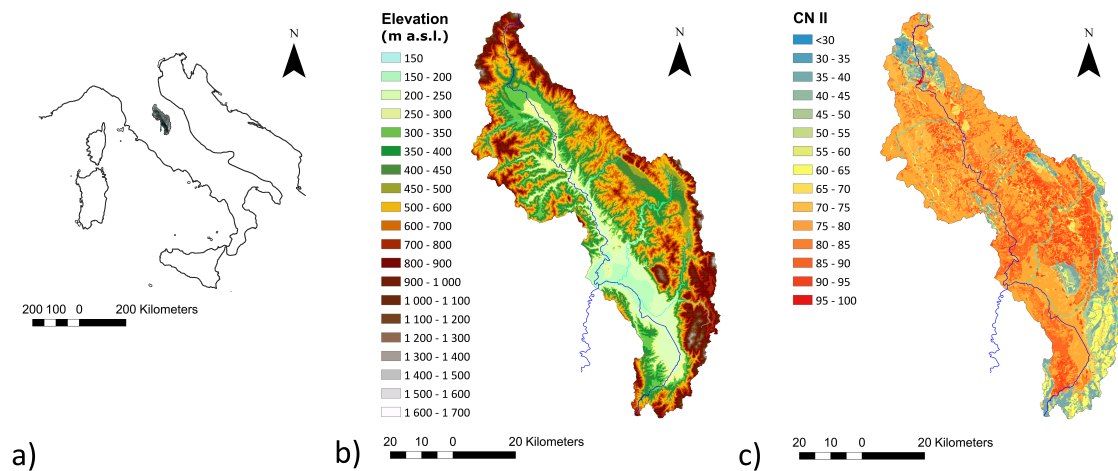 N
200 100 0 200 Kilometers
a)
Elevation
(m a.s.l.)
150
150 - 200
200 - 250
250 - 300
300 - 350
350 - 400
400 - 450
450 - 500
500 - 600
600 - 700
700 - 800
800 - 900
900 - 1 000
1 000 - 1 100
1 100 - 1 200
1 200 - 1 300
1 300 - 1 400
1 400 - 1 500
1 500 - 1 600
1 600 - 1 700
N
20 10 0 20 Kilometers
b)
CN II
<30
30 - 35
35 - 40
40 - 45
45 - 50
50 - 55
55 - 60
60 - 65
65 - 70
70 - 75
75 - 80
80 - 85
85 - 90
90 - 95
95 - 100
N
20 10 0 20 Kilometers
c)